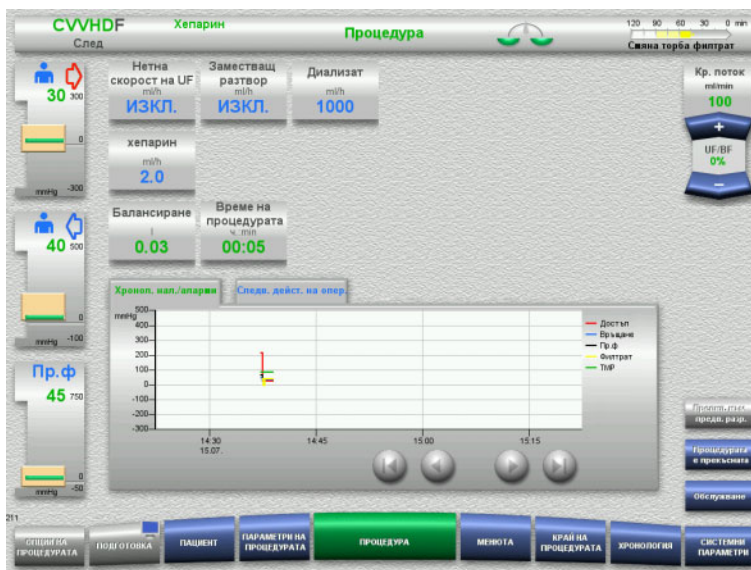 CVVHDF
След
Хепарин
Процедура
120 90 60 30 0 min
Смяна торба филтрат
30 300
0
mmHg -300
40 500
0
mmHg -100
Пр.ф
45 750
0
mmHg -50
Нетна
скорост на UF
ml/h
ИЗКЛ.
Заместващ
разтвор
ml/h
ИЗКЛ.
Диализат
ml/h
1000
хепарин
ml/h
2.0
Балансиране
l
0.03
Време на
процедурата
ч. min
00:05
Кр. поток
ml/min
100
+
UF/BF
0%
–
Хронол. нал./аларми
Следв. дейст. на опер.
mmHg
500
400
300
200
100
0
-100
-200
-300
14:30
15.07.
14:45
15:00
15:15
Достъп
Връщане
Пр.ф
Филтрат
TMP
предв. разр.
Процедурата
е прекъсната
Обслужване
211
ОПЦИИ НА
ПРОЦЕДУРАТА
ПОДГОТОВКА
ПАЦИЕНТ
ПАРАМЕТРИ НА
ПРОЦЕДУРАТА
ПРОЦЕДУРА
МЕНЮТА
КРАЙ НА
ПРОЦЕДУРАТА
ХРОНОЛОГИЯ
СИСТЕМНИ
ПАРАМЕТРИ